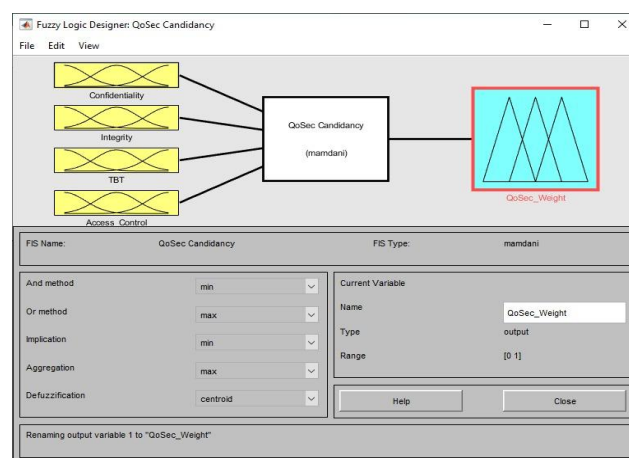 Fuzzy Logic Designer: QoSec Candidancy
File Edit View
Confidentiality
Integrity
TBT
Access Control
QoSec Candidancy
(mamdani)
QoSec_Weight
FIS Name: QoSec Candidancy FIS Type: mamdani
And method min
Or method max
Implication min
Aggregation max
Defuzzification centroid
Current Variable
Name QoSec_Weight
Type output
Range [0 1]
Help Close
Renaming output variable 1 to "QoSec_Weight"